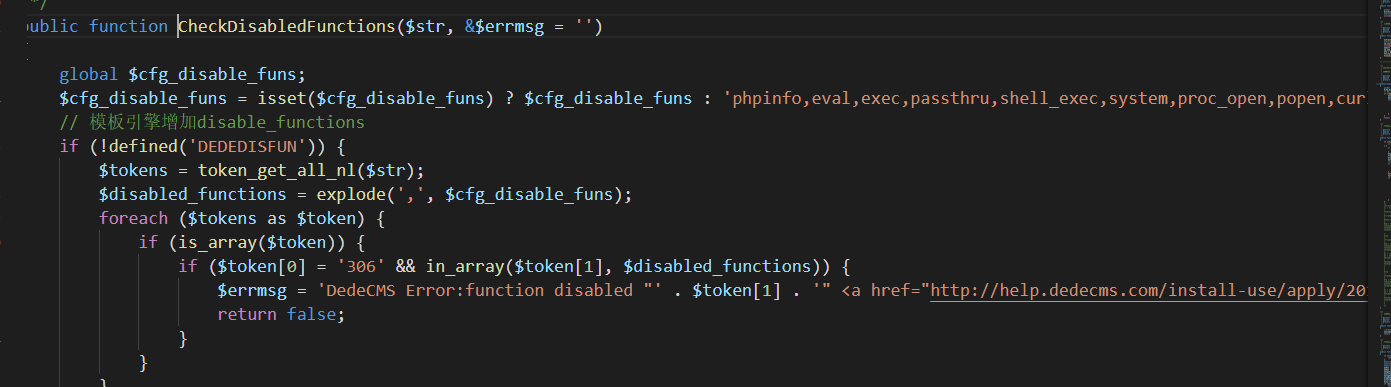 */
public function CheckDisabledFunctions($str, &$errmsg = '')
global $cfg_disable_funs;
$cfg_disable_funs = isset($cfg_disable_funs) ? $cfg_disable_funs : 'phpinfo,eval,exec,passthru,shell_exec,system,proc_open,popen,cur
// 模板引擎增加disable_functions
if (!defined('DEDEDISFUN')) {
$tokens = token_get_all_nl($str);
$disabled_functions = explode(',', $cfg_disable_funs);
foreach ($tokens as $token) {
if (is_array($token)) {
if ($token[0] = '306' && in_array($token[1], $disabled_functions)) {
$errmsg = 'DedeCMS Error:function disabled "' . $token[1] . '" <a href="http://help.dedecms.com/install-use/apply/20
return false;
}
}
}